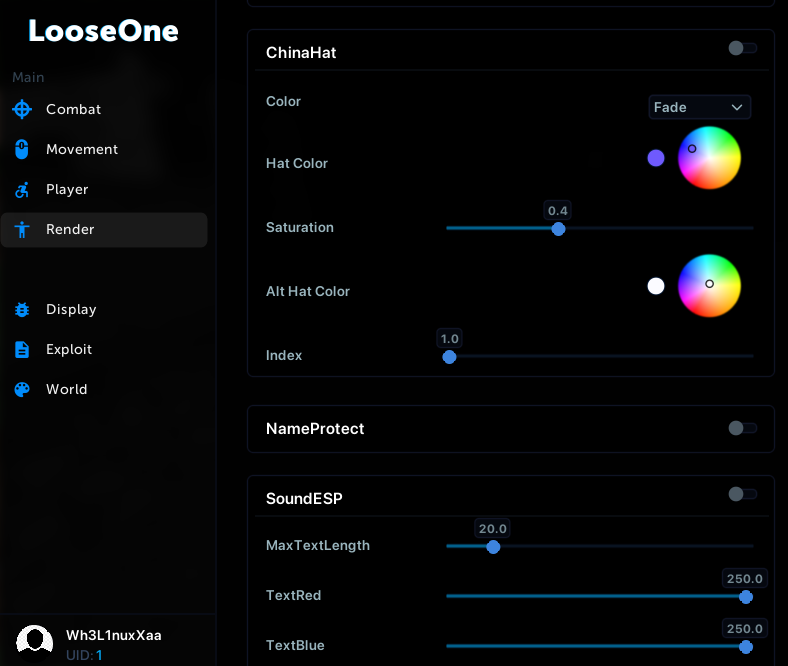 LooseOne
Main
Combat
Movement
Player
Render
Display
Exploit
World
Wh3L1nuxXaa
UID:1
ChinaHat
Color
Fade
Hat Color
0.4
Saturation
Alt Hat Color
1.0
Index
NameProtect
SoundESP
20.0
MaxTextLength
250.0
TextRed
250.0
TextBlue